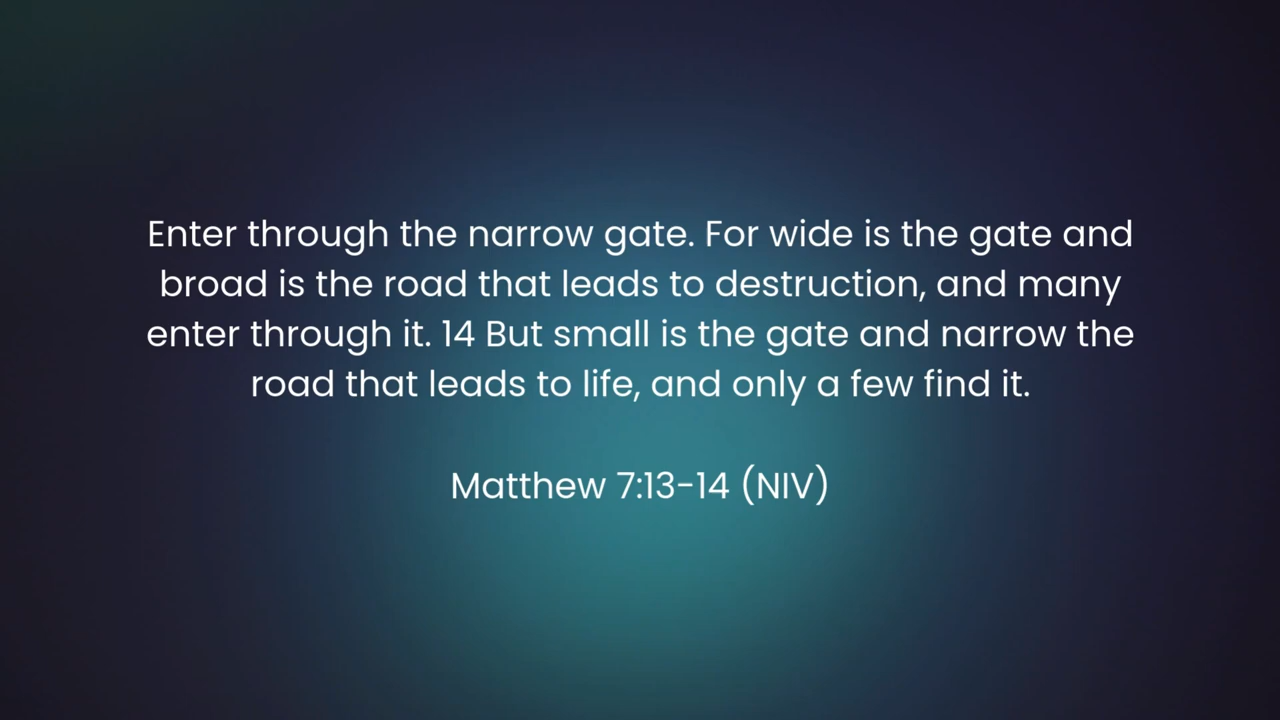 Enter through the narrow gate. For wide is the gate and
broad is the road that leads to destruction, and many
enter through it. 14 But small is the gate and narrow the
road that leads to life, and only a few find it.
Matthew 7:13-14 (NIV)